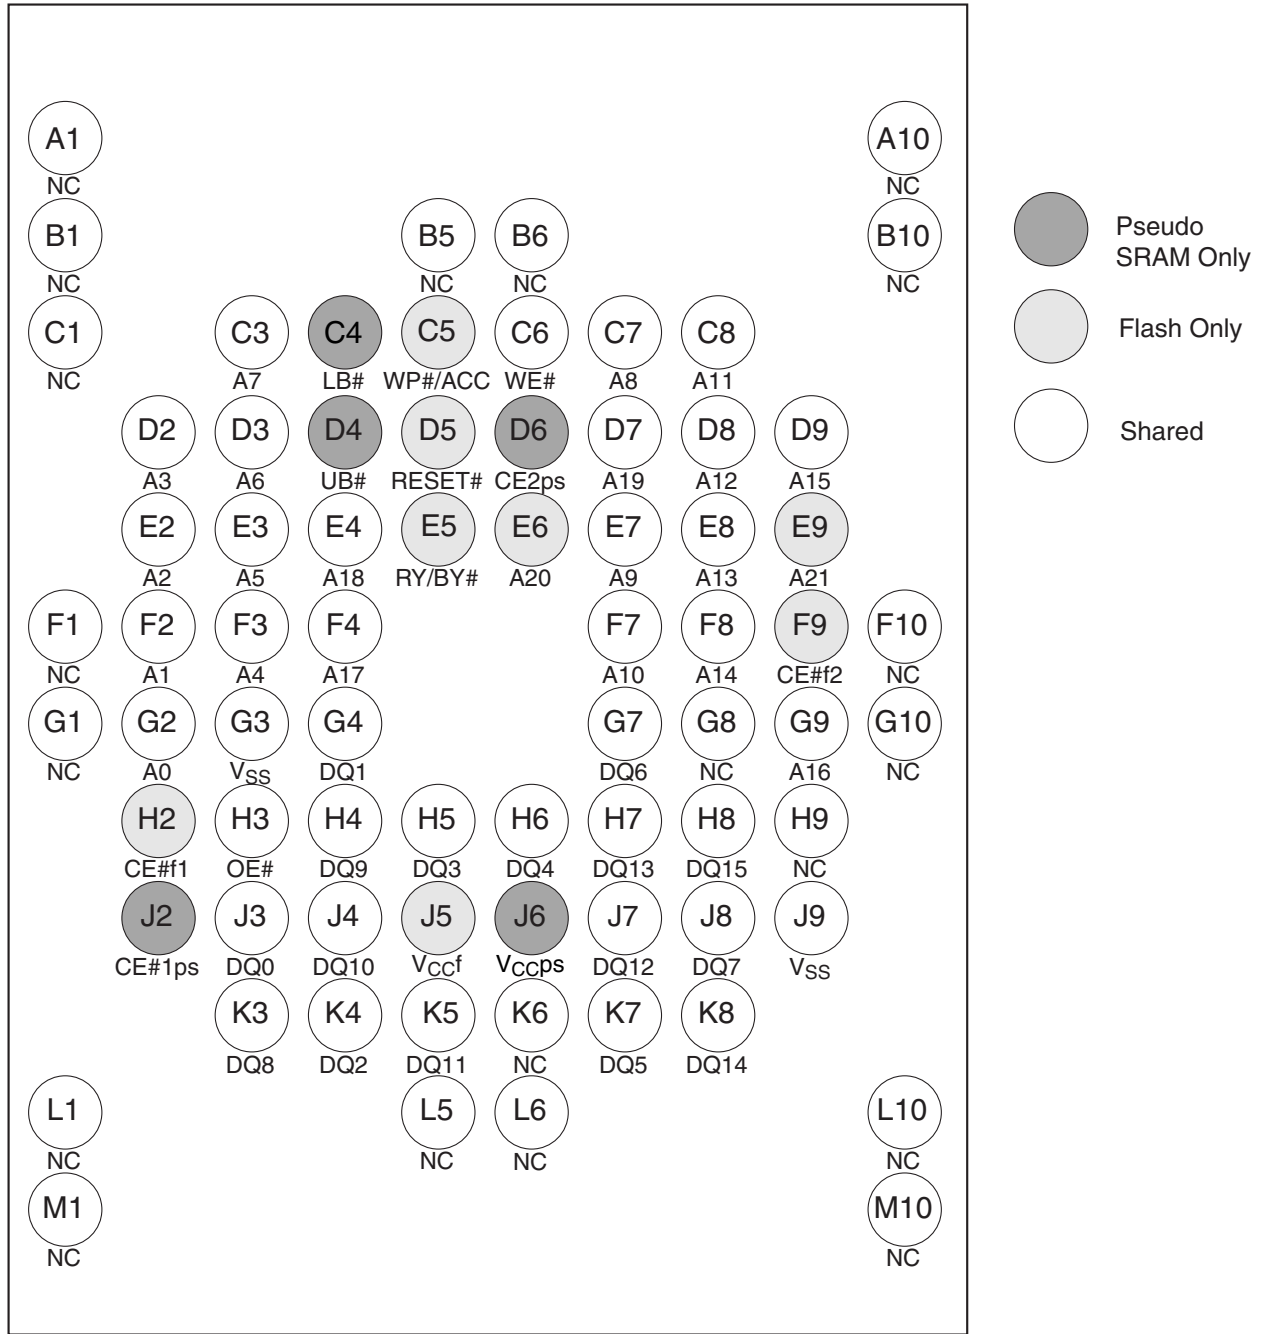 A1 A10
NC NC
B1 B5 B6 B10
NC NC NC NC
C1 C3 C4 C5 C6 C7 C8
NC A7 LB# WP#/ACC WE# A8 A11
D2 D3 D4 D5 D6 D7 D8 D9
A3 A6 UB# RESET# CE2ps A19 A12 A15
E2 E3 E4 E5 E6 E7 E8 E9
A2 A5 A18 RY/BY# A20 A9 A13 A21
F1 F2 F3 F4 F7 F8 F9 F10
NC A1 A4 A17 A10 A14 CE#f2 NC
G1 G2 G3 G4 G7 G8 G9 G10
NC A0 VSS DQ1 DQ6 NC A16 NC
H2 H3 H4 H5 H6 H7 H8 H9
CE#f1 OE# DQ9 DQ3 DQ4 DQ13 DQ15 NC
J2 J3 J4 J5 J6 J7 J8 J9
CE#1ps DQ0 DQ10 VCCf VCCps DQ12 DQ7 VSS
K3 K4 K5 K6 K7 K8
DQ8 DQ2 DQ11 NC DQ5 DQ14
L1 L5 L6 L10
NC NC NC NC
M1 M10
NC NC
Pseudo
SRAM Only
Flash Only
Shared